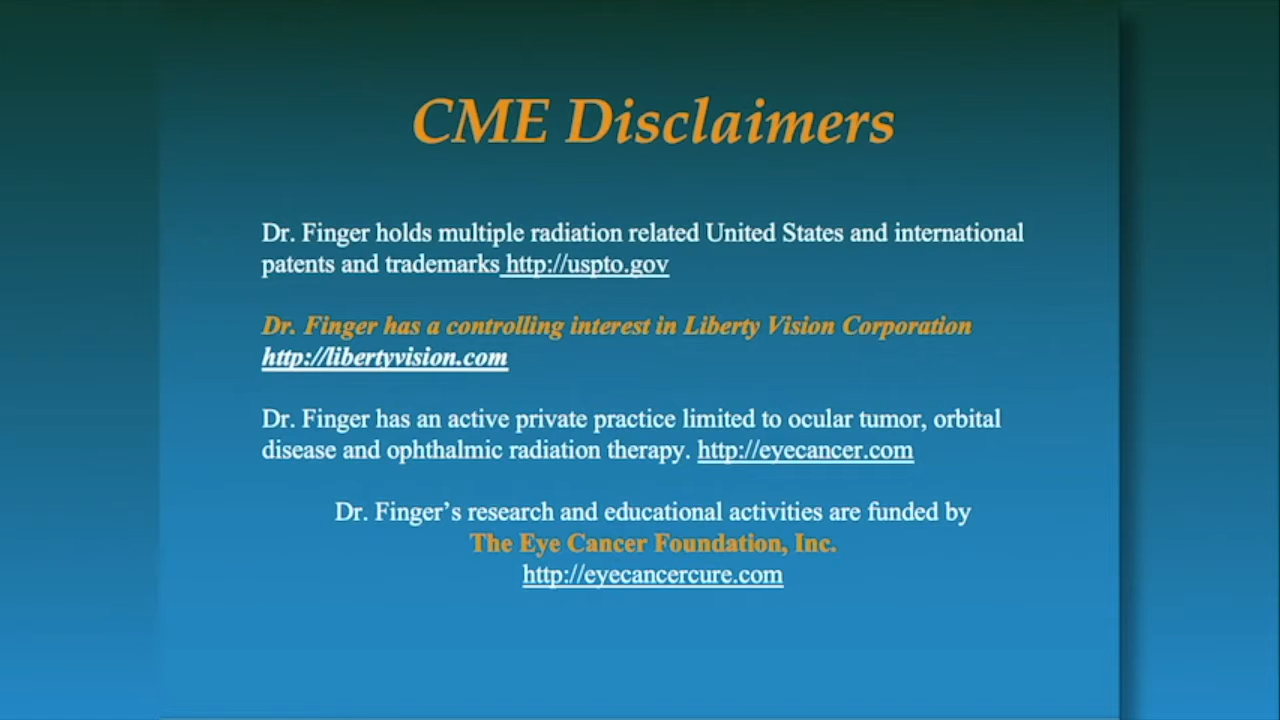 CME Disclaimers
Dr. Finger holds multiple radiation related United States and international
patents and trademarks http://uspto.gov
Dr. Finger has a controlling interest in Liberty Vision Corporation
http://libertyvision.com
Dr. Finger has an active private practice limited to ocular tumor, orbital
disease and ophthalmic radiation therapy. http://eyecancer.com
Dr. Finger’s research and educational activities are funded by
The Eye Cancer Foundation, Inc.
http://eyecancercure.com